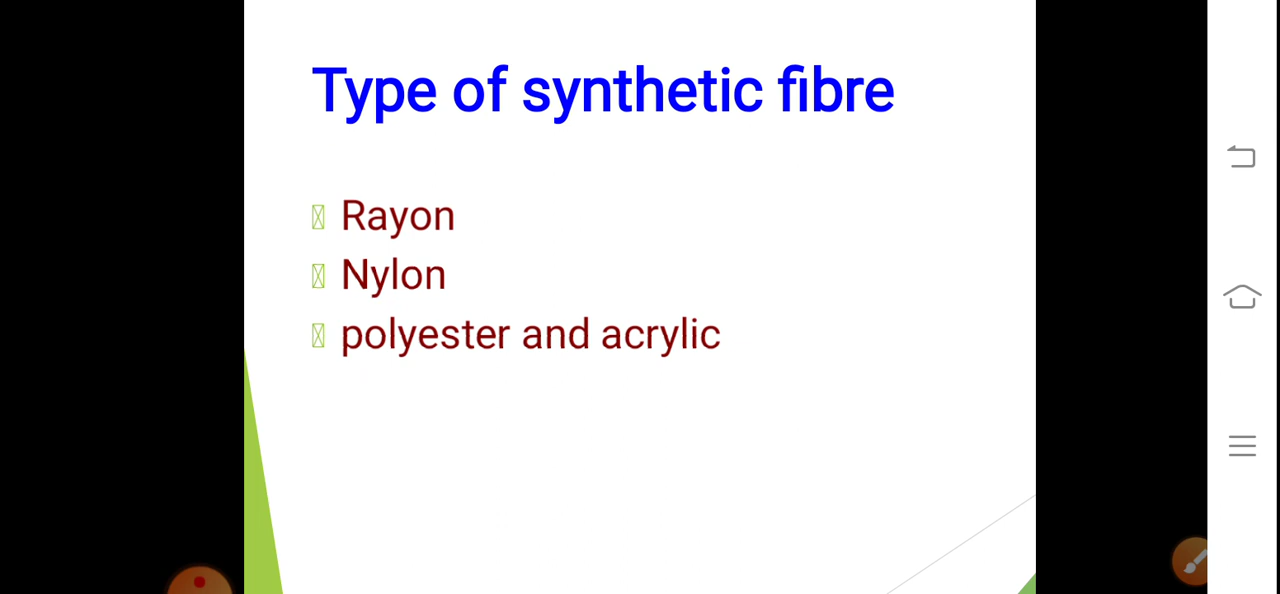 Type of synthetic fibre
Rayon
Nylon
polyester and acrylic